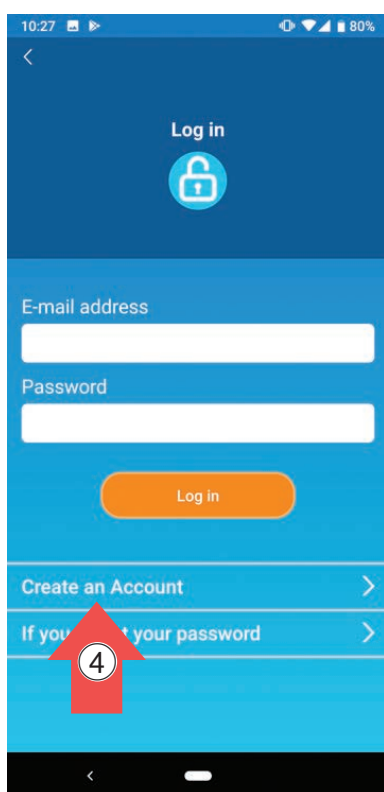 10:27 80%
Log in
E-mail address
Password
Log in
Create an Account
If you t your password
4